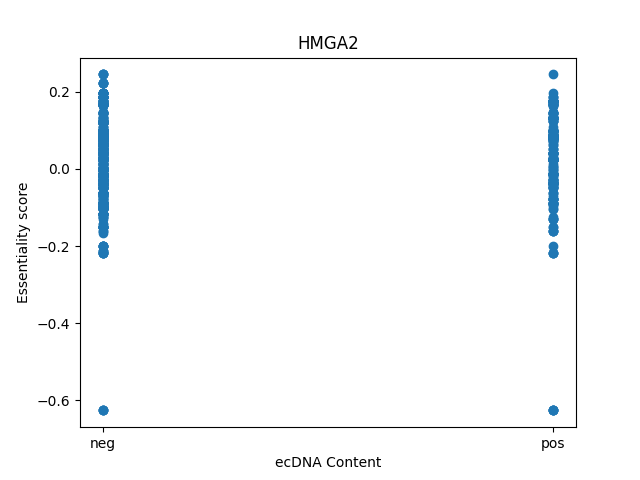 HMGA2
Essentiality score
0.2
0.0
−0.2
−0.4
−0.6
neg
pos
ecDNA Content